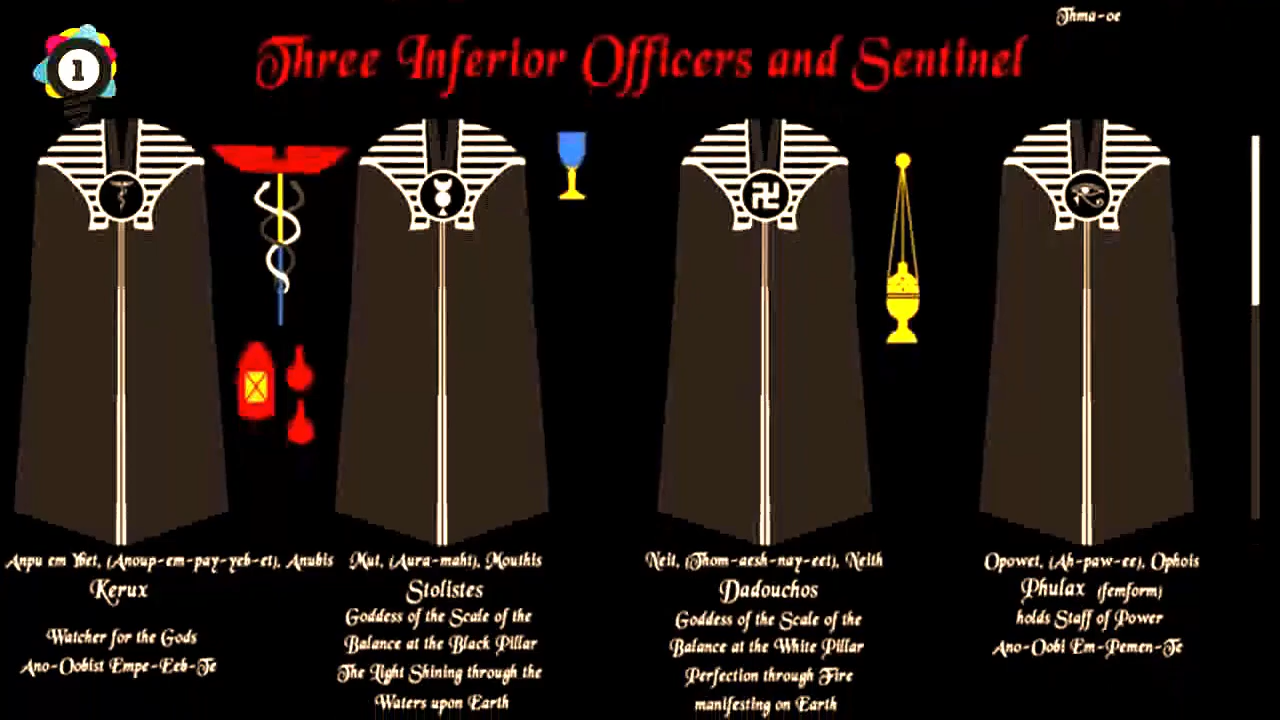 Thma-oe
1
Three Inferior Officers and Sentinel
Anpu em Ybet, (Anoup-em-pay-yeb-et), Anubis
Kerux
Watcher for the Gods
Ano-Oobist Empe-Eeb-Te
Mut, (Aura-maht), Mouthis
Stolistes
Goddess of the Scale of the
Balance at the Black Pillar
The Light Shining through the
Waters upon Earth
Neit, (Thom-aesh-nay-eet), Neith
Dadouchos
Goddess of the Scale of the
Balance at the White Pillar
Perfection through Fire
manifesting on Earth
Opowet, (Ah-paw-ee), Ophois
Phulax (femform)
holds Staff of Power
Ano-Oobi Em-Pemen-Te